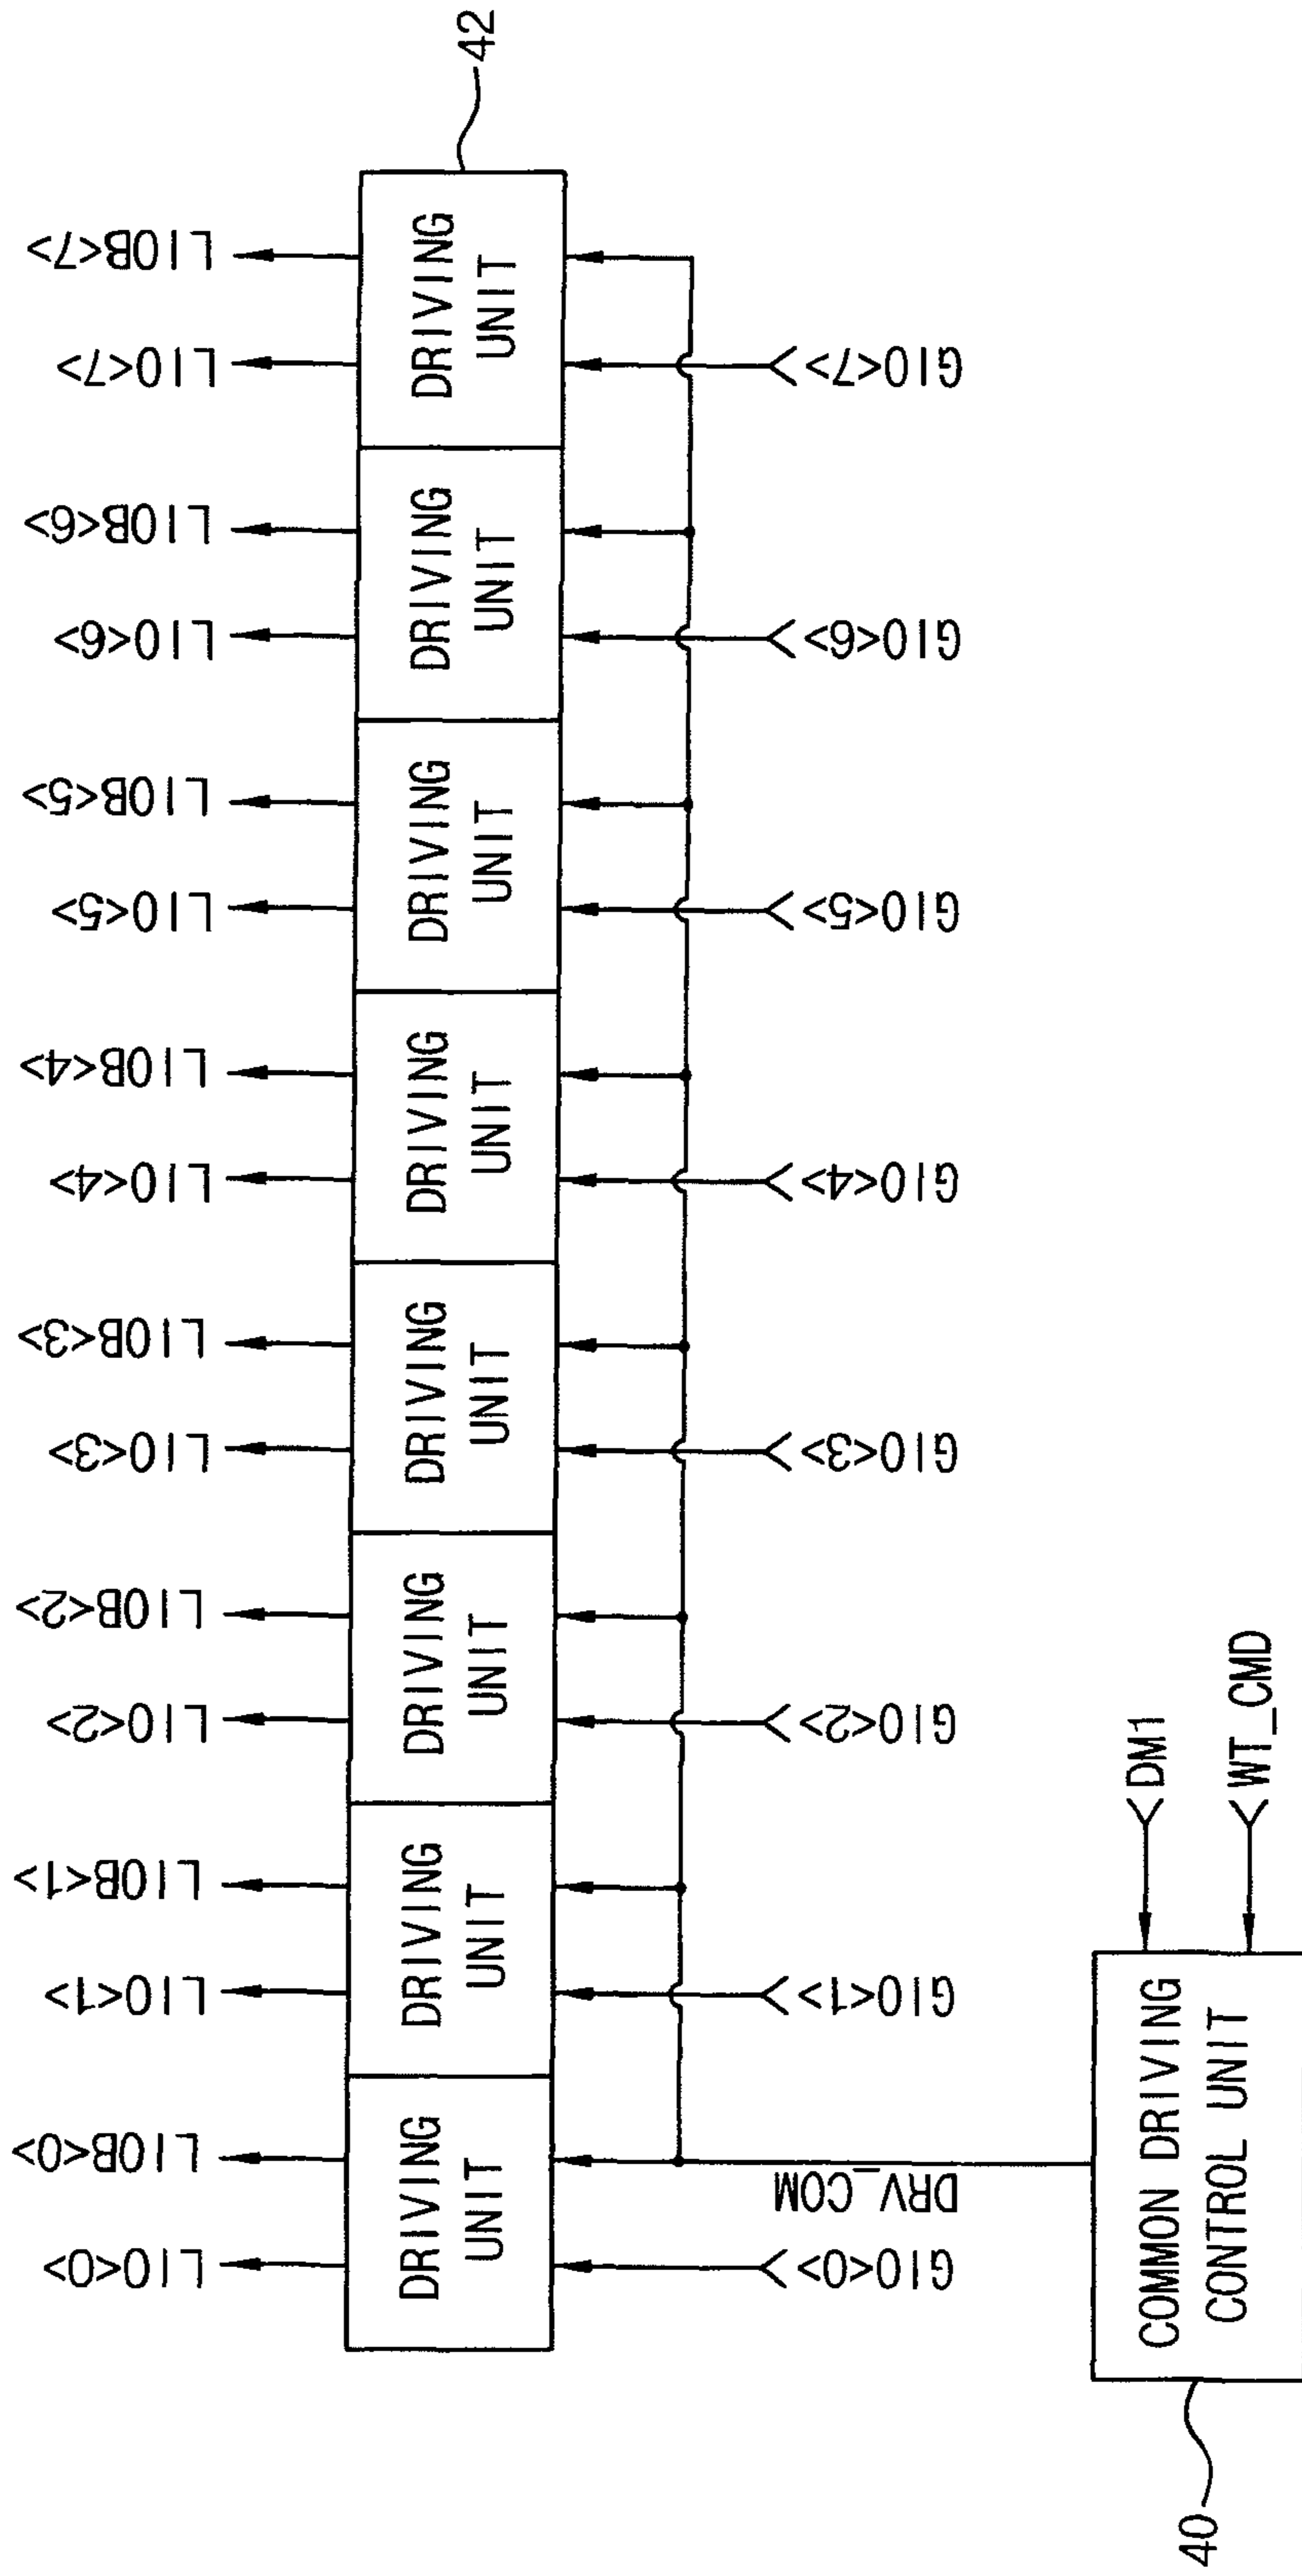 42
LIOB<7>
LIO<7>
LIOB<6>
LIO<6>
LIOB<5>
LIO<5>
LIOB<4>
LIO<4>
LIOB<3>
LIO<3>
LIOB<2>
LIO<2>
LIOB<1>
LIO<1>
LIOB<0>
LIO<0>
DRIVING
UNIT
DRIVING
UNIT
DRIVING
UNIT
DRIVING
UNIT
DRIVING
UNIT
DRIVING
UNIT
DRIVING
UNIT
DRIVING
UNIT
GIO<7>
GIO<6>
GIO<5>
GIO<4>
GIO<3>
GIO<2>
GIO<1>
GIO<0>
DRV_COM
DM1
WT_CMD
COMMON DRIVING
CONTROL UNIT
40